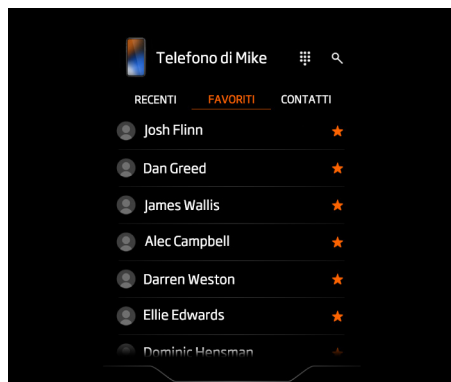 Telefono di Mike
RECENTI FAVORITI CONTATTI
Josh Flinn
Dan Greed
James Wallis
Alec Campbell
Darren Weston
Ellie Edwards
Dominic Hensman